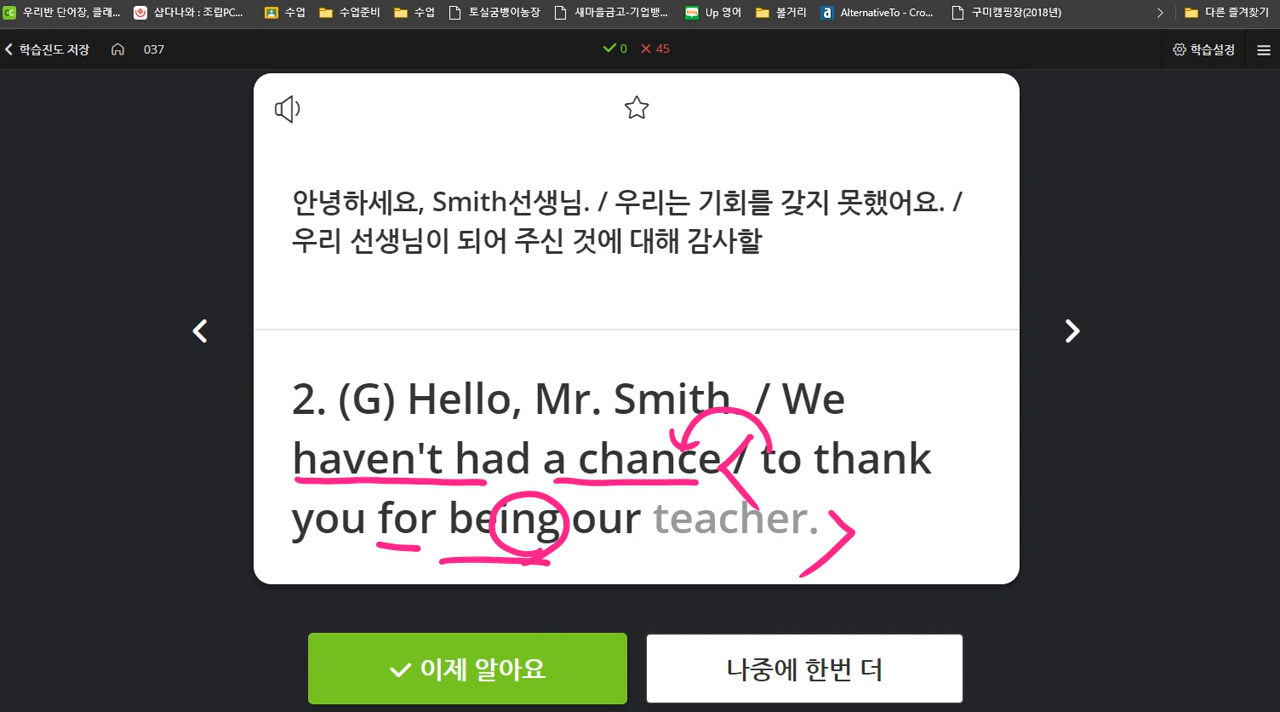 우리반 단어장, 클래... 샵다나와 : 조립PC... 수업 수업준비 수업 토실굼벵이농장 새마을금고-기업뱅... Up 영어 볼거리 AlternativeTo - Cro... 구미캠핑장(2018년) 다른 즐겨찾기
학습진도 저장 037 0 45 학습설정
안녕하세요, Smith선생님. / 우리는 기회를 갖지 못했어요. /
우리 선생님이 되어 주신 것에 대해 감사할
2. (G) Hello, Mr. Smith. / We
haven't had a chance / to thank
you for being our teacher.
이제 알아요 나중에 한번 더